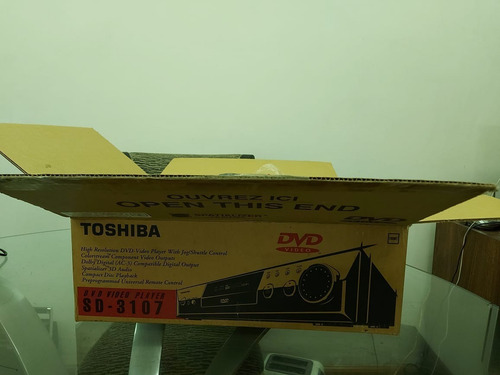 OUVREZ ICI
OPEN THIS END
DVD
TOSHIBA
DVD
VIDEO
High Resolution DVD-Video Player With Jog/Shuttle Control
Colorstream Component Video Outputs
Dolby Digital (AC-3) Compatible Digital Output
Spatializer 3D Audio
Compact Disc Playback
Preprogrammed Universal Remote Control
DVD VIDEO PLAYER
SD-3107